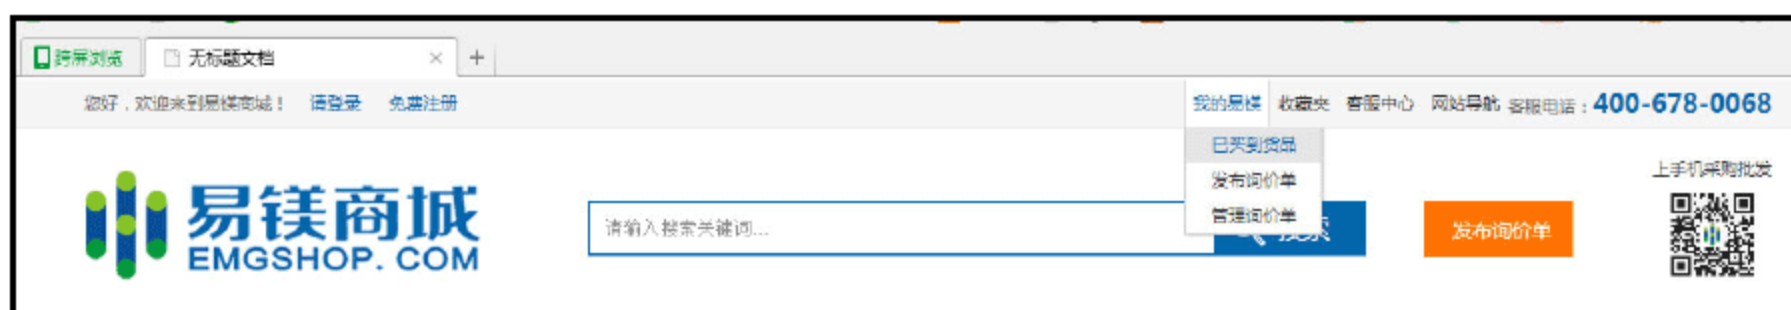 跨屏浏览 无标题文档
您好，欢迎来到易镁商城！ 请登录 免费注册 我的易镁 收藏夹 客服中心 网站导航 客服电话：400-678-0068
已买到货品
上手机采购批发
发布询价单
易镁商城
请输入搜索关键词...
管理询价单
搜索
发布询价单
EMGSHOP.COM